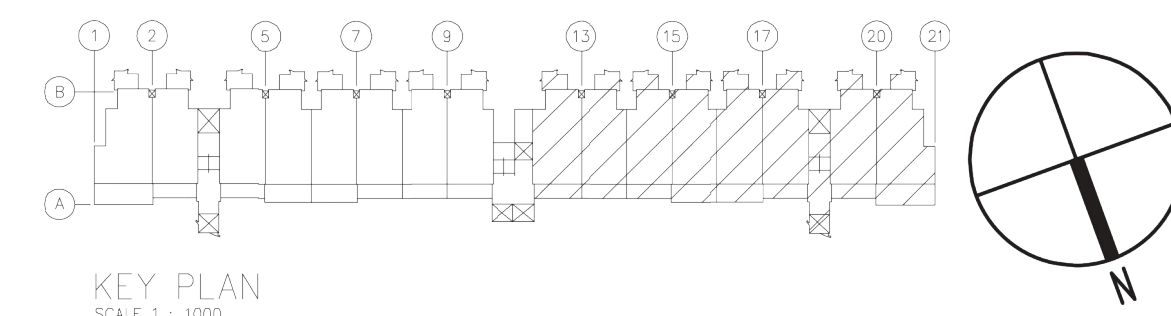 1 2 5 7 9 13 15 17 20 21
B
A
KEY PLAN
SCALE 1 : 1000
N